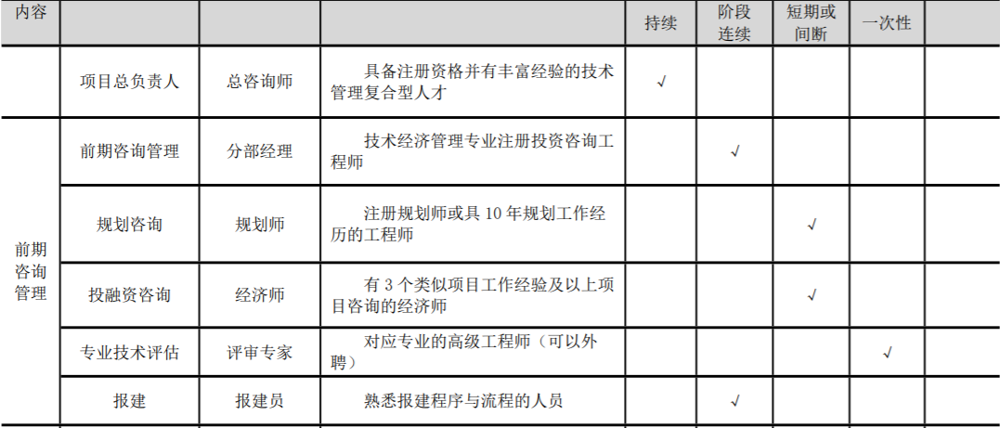 内容
持续
阶段
连续
短期或
间断
一次性
项目总负责人
总咨询师
具备注册资格并有丰富经验的技术
管理复合型人才
√
前期
咨询
管理
前期咨询管理
分部经理
技术经济管理专业注册投资咨询工
程师
√
规划咨询
规划师
注册规划师或具 10 年规划工作经
历的工程师
√
投融资咨询
经济师
有 3 个类似项目工作经验及以上项
目咨询的经济师
√
专业技术评估
评审专家
对应专业的高级工程师（可以外
聘）
√
报建
报建员
熟悉报建程序与流程的人员
√